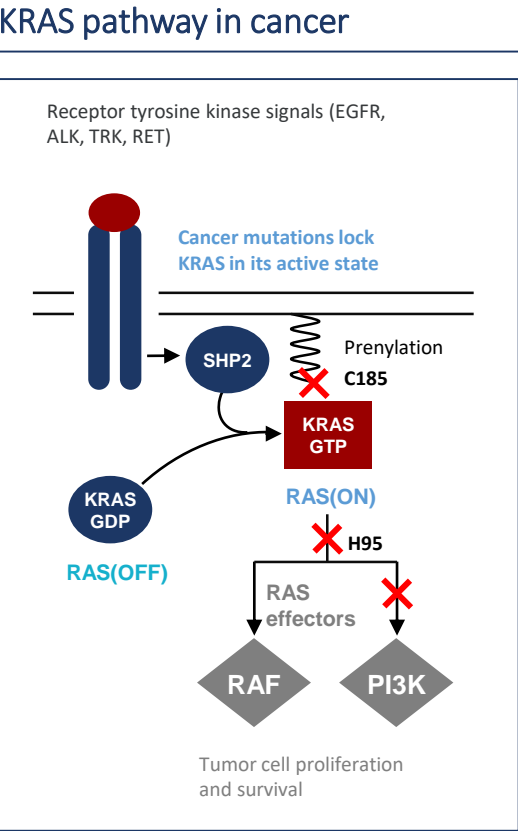 KRAS pathway in cancer
Receptor tyrosine kinase signals (EGFR,
ALK, TRK, RET)
Cancer mutations lock
KRAS in its active state
SHP2
Prenylation
C185
KRAS
GTP
KRAS
GDP
RAS(ON)
RAS(OFF)
H95
RAS
effectors
RAF
PI3K
Tumor cell proliferation
and survival